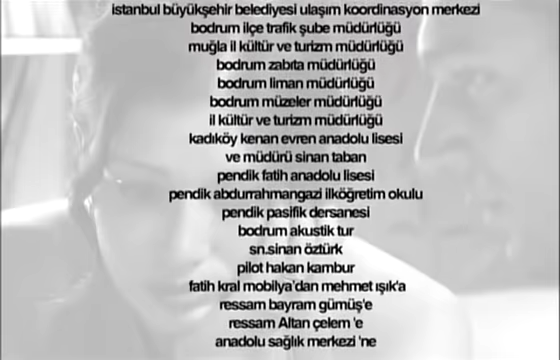 istanbul büyükşehir belediyesi ulaşım koordinasyon merkezi
bodrum ilçe trafik şube müdürlüğü
muğla il kültür ve turizm müdürlüğü
bodrum zabıta müdürlüğü
bodrum liman müdürlüğü
bodrum müzeler müdürlüğü
il kültür ve turizm müdürlüğü
kadıköy kenan evren anadolu lisesi
ve müdürü sinan taban
pendik fatih anadolu lisesi
pendik abdurrahmangazi ilköğretim okulu
pendik pasifik dersanesi
bodrum akustik tur
sn.sinan öztürk
pilot hakan kambur
fatih kral mobilya'dan mehmet ışık'a
ressam bayram gümüş'e
ressam Altan çelem 'e
anadolu sağlık merkezi 'ne